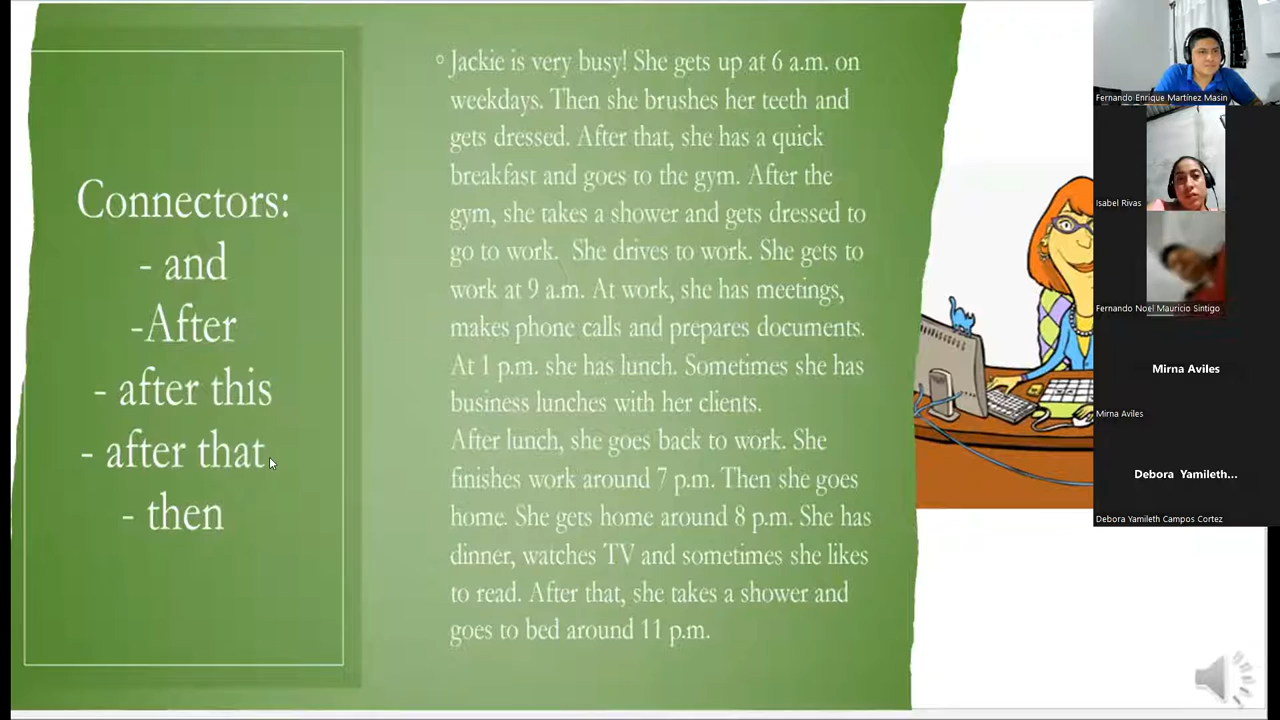 Connectors:
- and
-After
- after this
- after that
- then
Jackie is very busy! She gets up at 6 a.m. on
weekdays. Then she brushes her teeth and
gets dressed. After that, she has a quick
breakfast and goes to the gym. After the
gym, she takes a shower and gets dressed to
go to work. She drives to work. She gets to
work at 9 a.m. At work, she has meetings,
makes phone calls and prepares documents.
At 1 p.m. she has lunch. Sometimes she has
business lunches with her clients.
After lunch, she goes back to work. She
finishes work around 7 p.m. Then she goes
home. She gets home around 8 p.m. She has
dinner, watches TV and sometimes she likes
to read. After that, she takes a shower and
goes to bed around 11 p.m.
Fernando Enrique Martínez Masin
Isabel Rivas
Fernando Noel Mauricio Sintigo
Mirna Aviles
Mirna Aviles
Debora Yamileth...
Debora Yamileth Campos Cortez